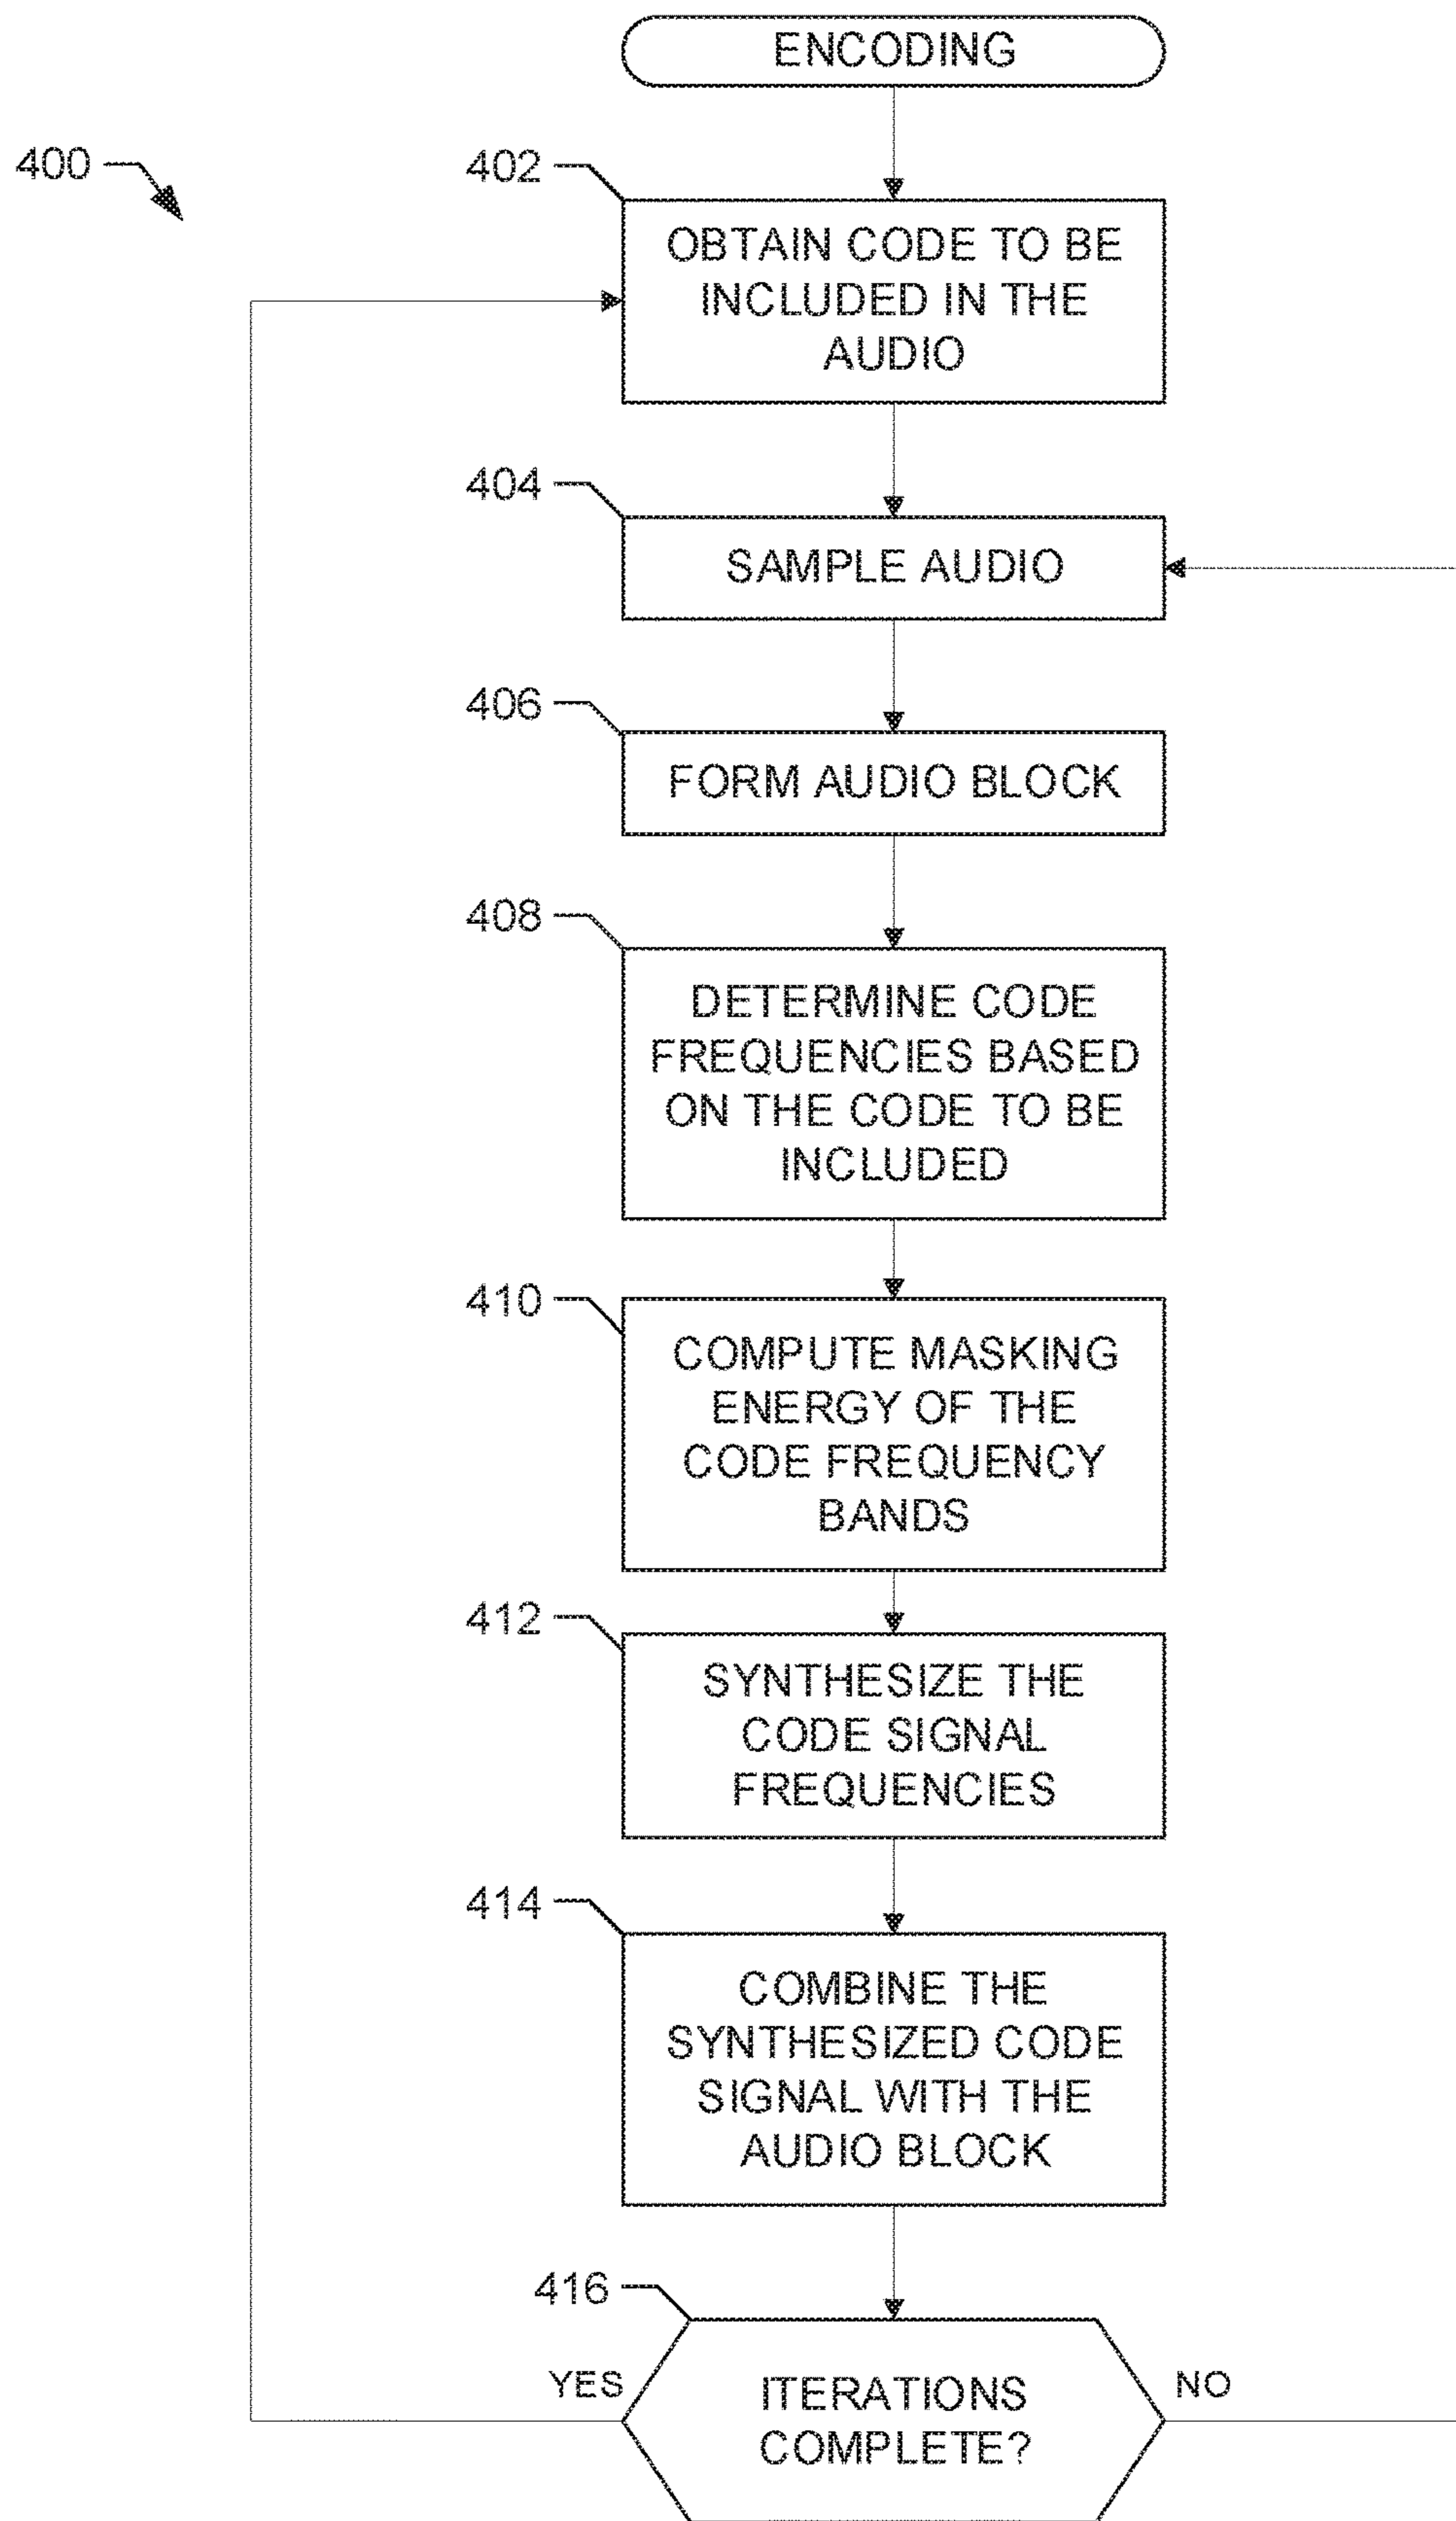 ENCODING
400
402
OBTAIN CODE TO BE
INCLUDED IN THE
AUDIO
404
SAMPLE AUDIO
406
FORM AUDIO BLOCK
408
DETERMINE CODE
FREQUENCIES BASED
ON THE CODE TO BE
INCLUDED
410
COMPUTE MASKING
ENERGY OF THE
CODE FREQUENCY
BANDS
412
SYNTHESIZE THE
CODE SIGNAL
FREQUENCIES
414
COMBINE THE
SYNTHESIZED CODE
SIGNAL WITH THE
AUDIO BLOCK
416
YES
ITERATIONS
COMPLETE?
NO